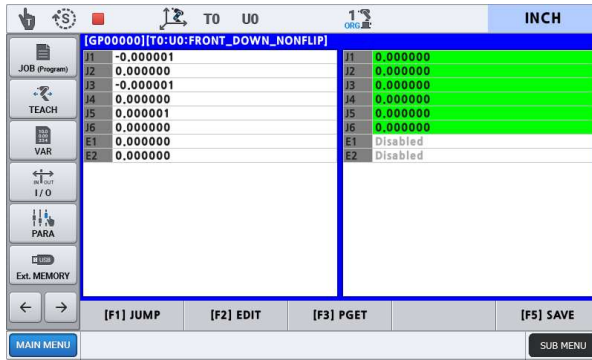 S T0 U0 1 ORG INCH
[GP00000][T0:U0:FRONT_DOWN_NONFLIP]
JOB (Program)
TEACH
VAR
IN OUT
I/O
PARA
USB
Ext. MEMORY
J1 -0.000001
J2 0.000000
J3 -0.000001
J4 0.000000
J5 0.000001
J6 0.000000
E1 0.000000
E2 0.000000
J1 0.000000
J2 0.000000
J3 0.000000
J4 0.000000
J5 0.000000
J6 0.000000
E1 Disabled
E2 Disabled
[F1] JUMP [F2] EDIT [F3] PGET [F5] SAVE
MAIN MENU SUB MENU